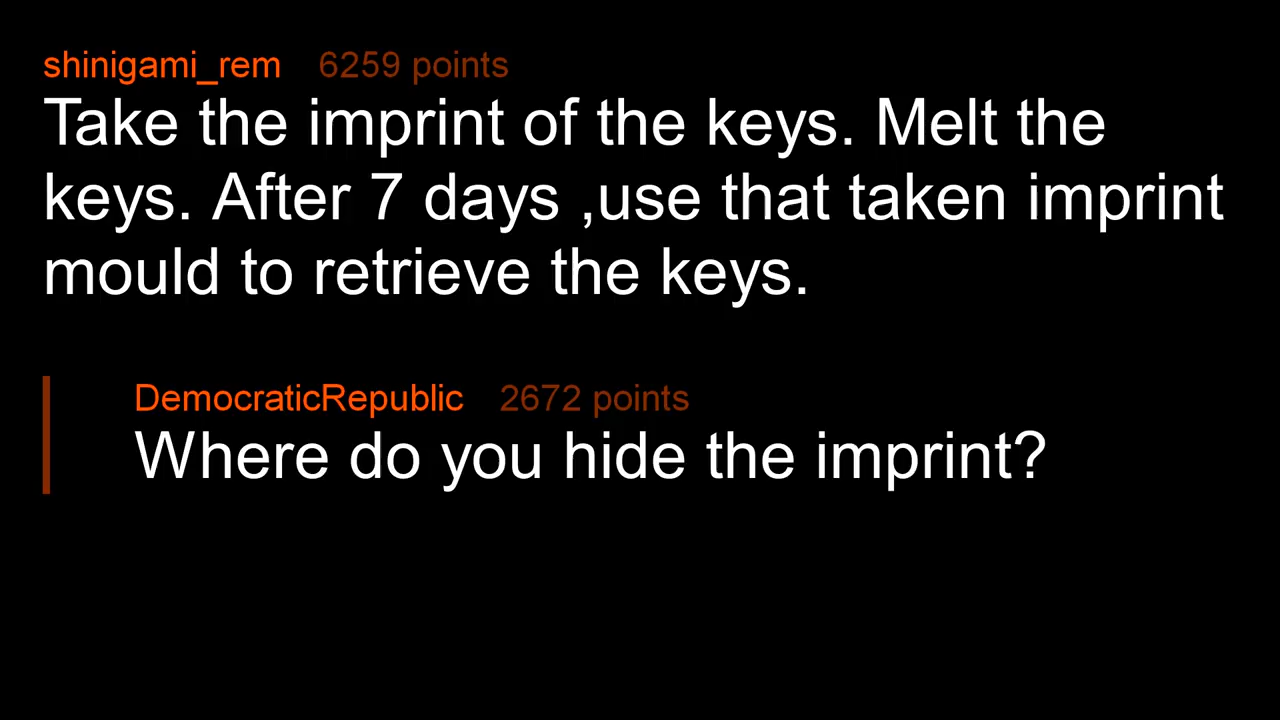 shinigami_rem 6259 points
Take the imprint of the keys. Melt the
keys. After 7 days ,use that taken imprint
mould to retrieve the keys.
DemocraticRepublic 2672 points
Where do you hide the imprint?